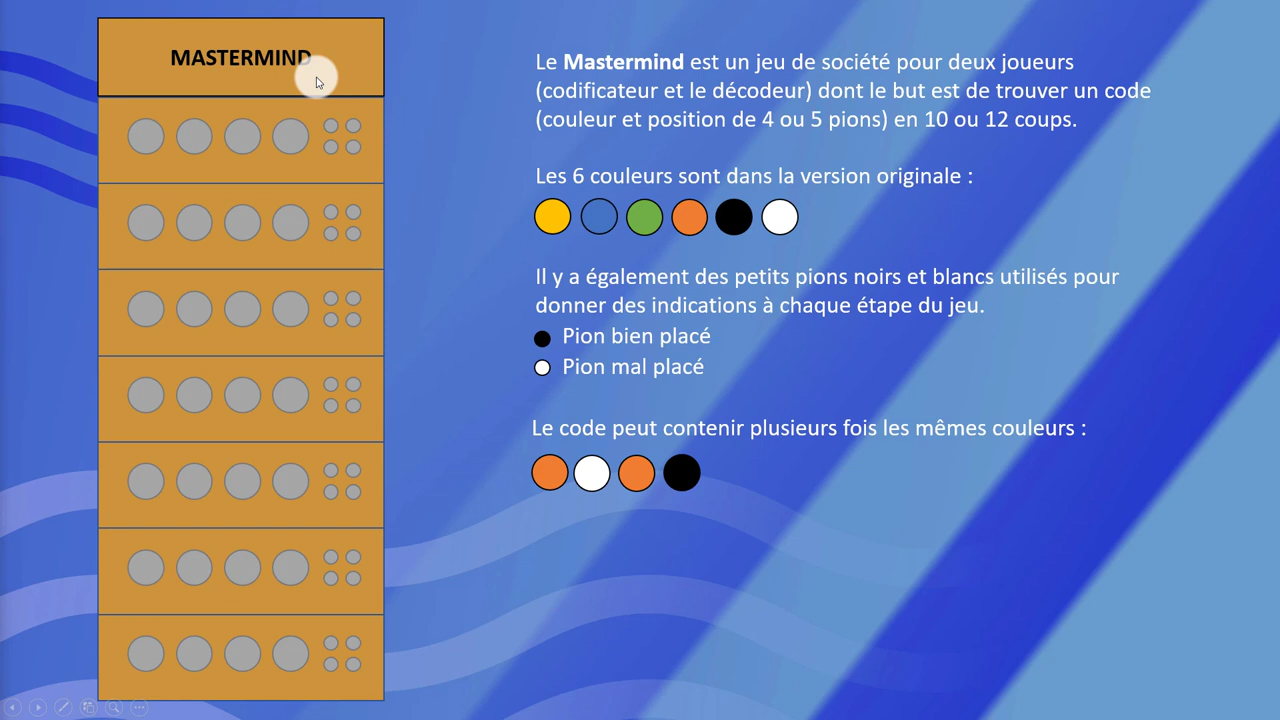 MASTERMIND
Le Mastermind est un jeu de société pour deux joueurs
(codificateur et le décodeur) dont le but est de trouver un code
(couleur et position de 4 ou 5 pions) en 10 ou 12 coups.
Les 6 couleurs sont dans la version originale :
Il y a également des petits pions noirs et blancs utilisés pour
donner des indications à chaque étape du jeu.
Pion bien placé
Pion mal placé
Le code peut contenir plusieurs fois les mêmes couleurs :